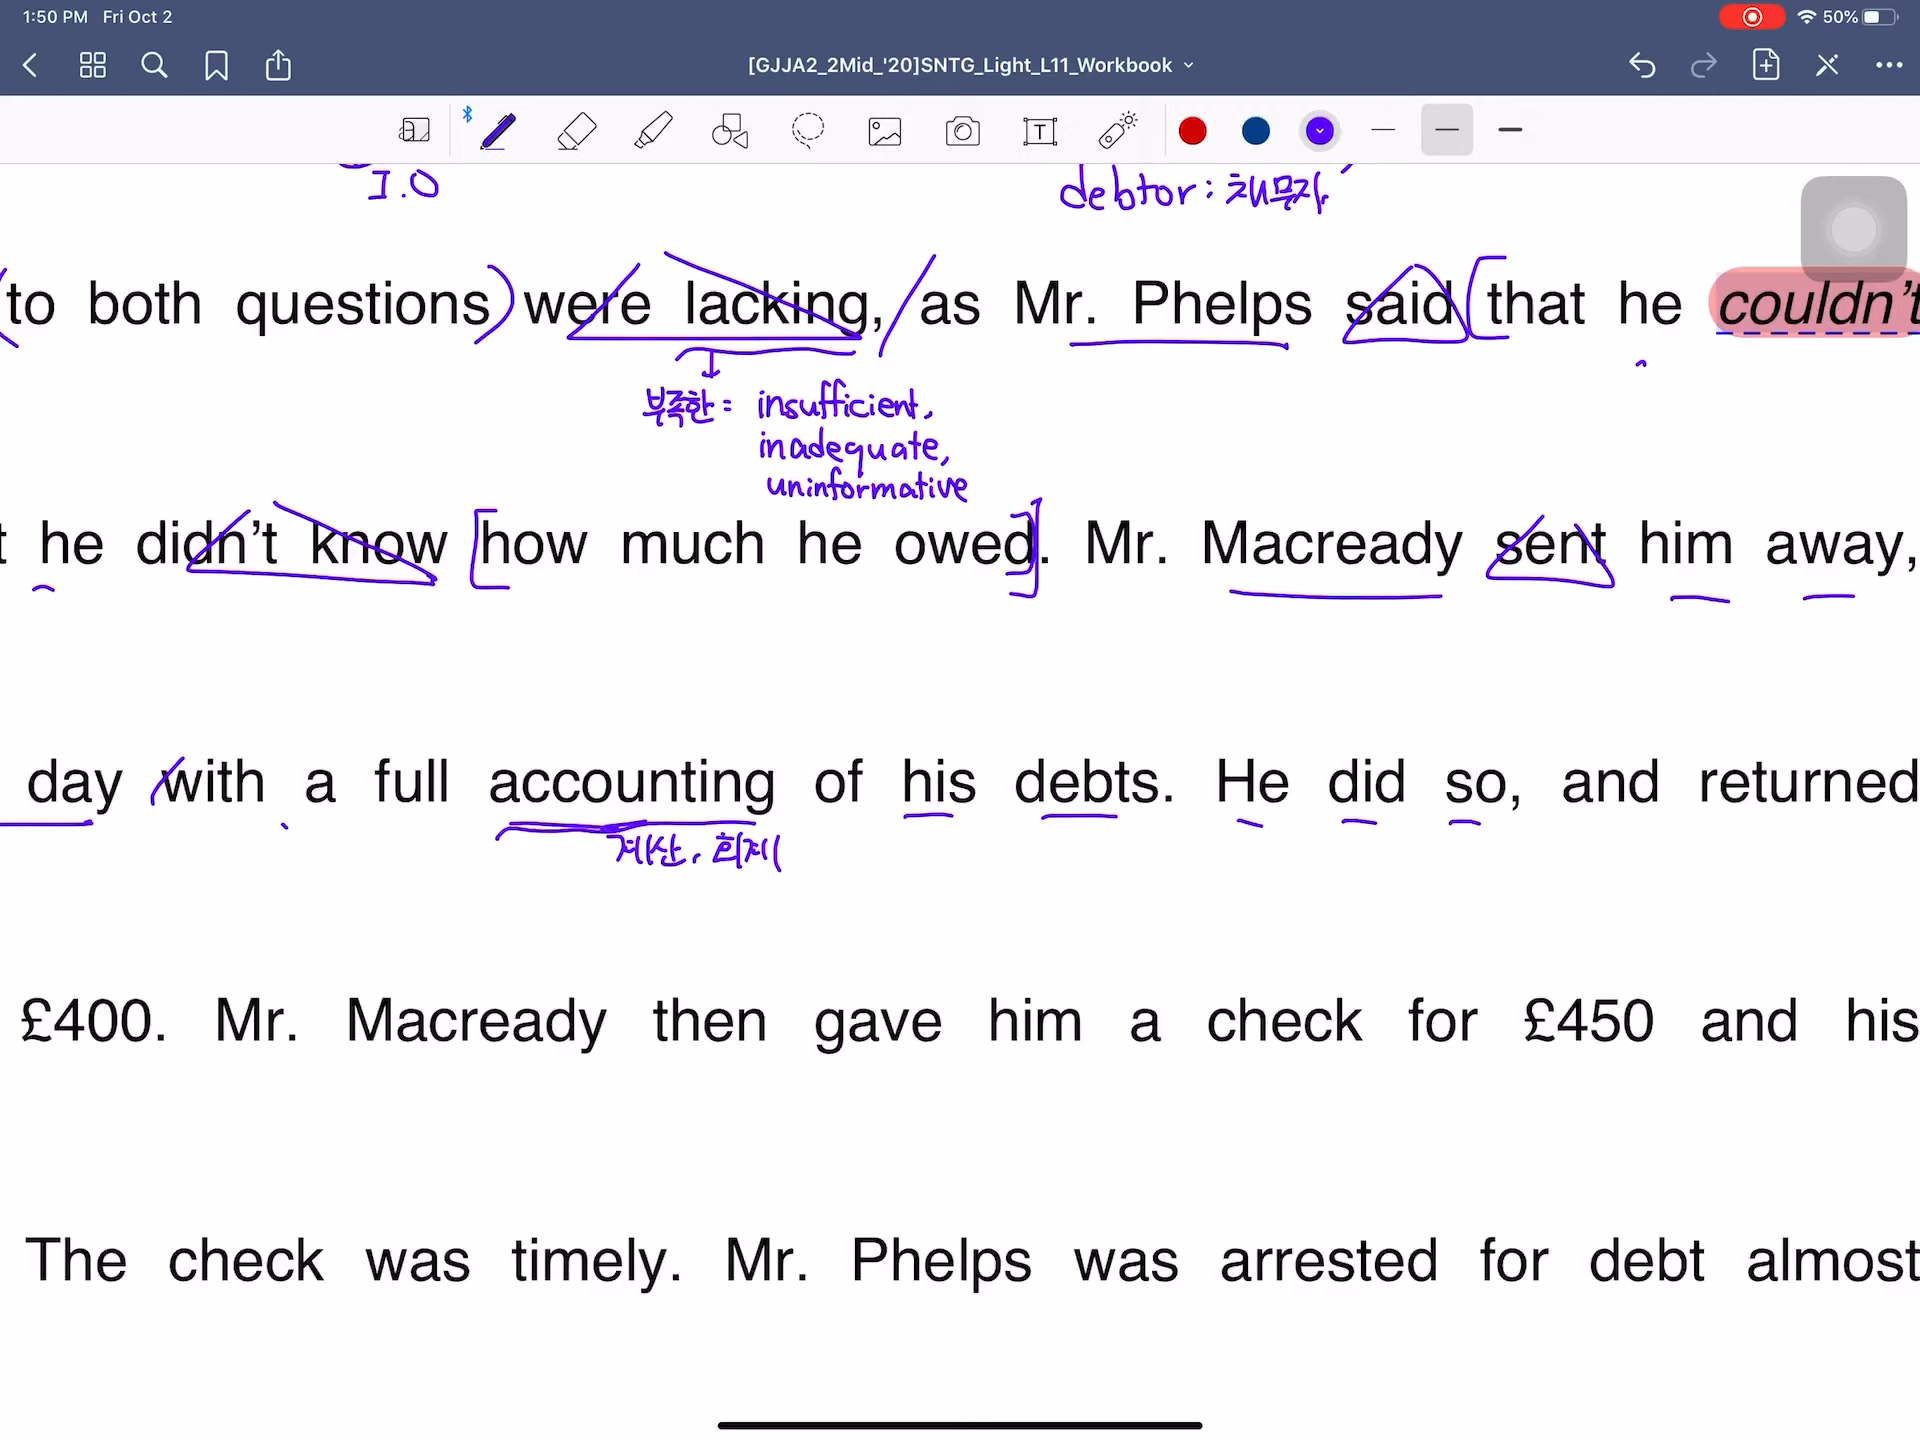 1:50 PM Fri Oct 2 50%
[GJJA2_2Mid_'20]SNTG_Light_L11_Workbook
I.O debtor : 채무자
to both questions) were lacking, as Mr. Phelps said [that he couldn't
부족한 = insufficient,
inadequate,
uninformative
he didn't know [how much he owed]. Mr. Macready sent him away,
day with a full accounting of his debts. He did so, and returned
계산, 회계
£400. Mr. Macready then gave him a check for £450 and his
The check was timely. Mr. Phelps was arrested for debt almost